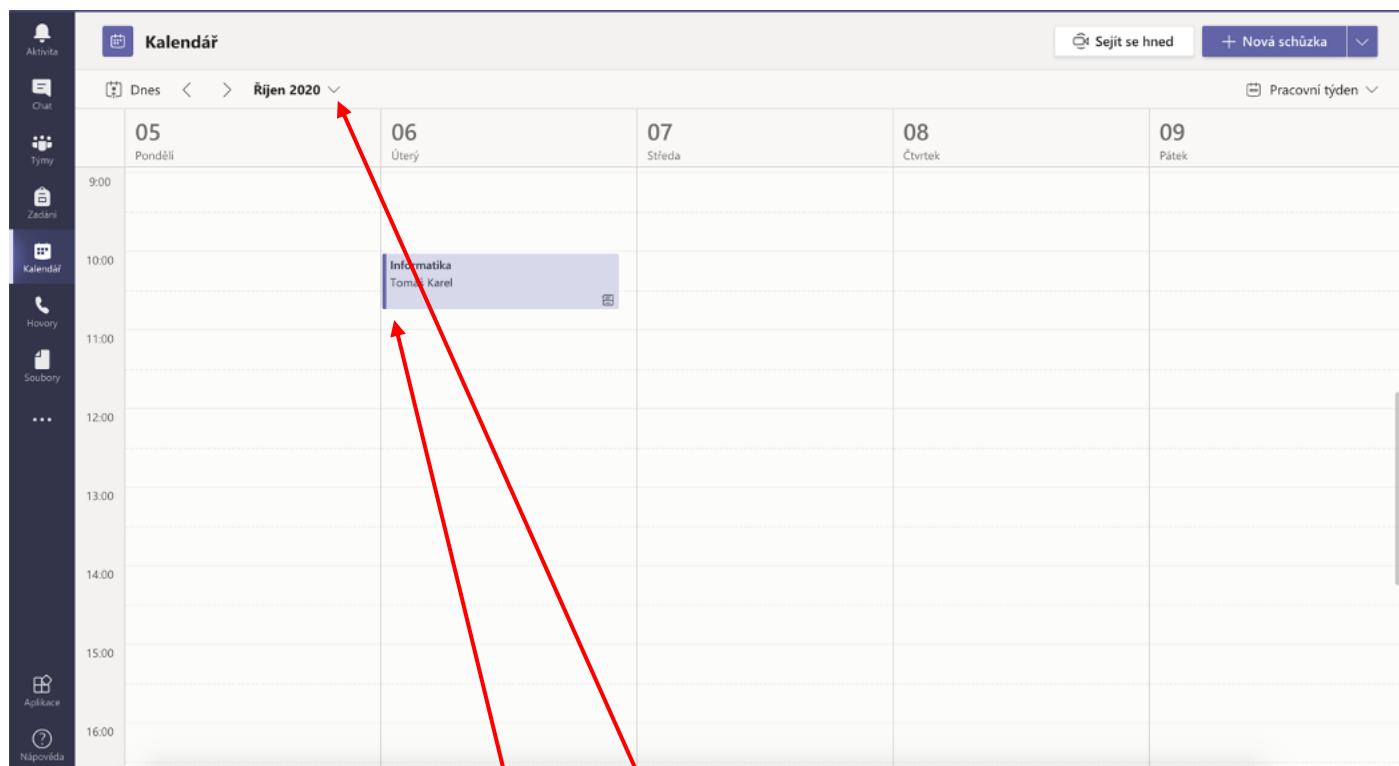 Aktivita
Chat
Týmy
Zadání
Kalendář
Hovory
Soubory
Aplikace
Nápověda
Kalendář
Sejít se hned
+ Nová schůzka
Dnes
Říjen 2020
Pracovní týden
05
Pondělí
06
Úterý
07
Středa
08
Čtvrtek
09
Pátek
9:00
10:00
11:00
12:00
13:00
14:00
15:00
16:00
Informatika
Tomáš Karel